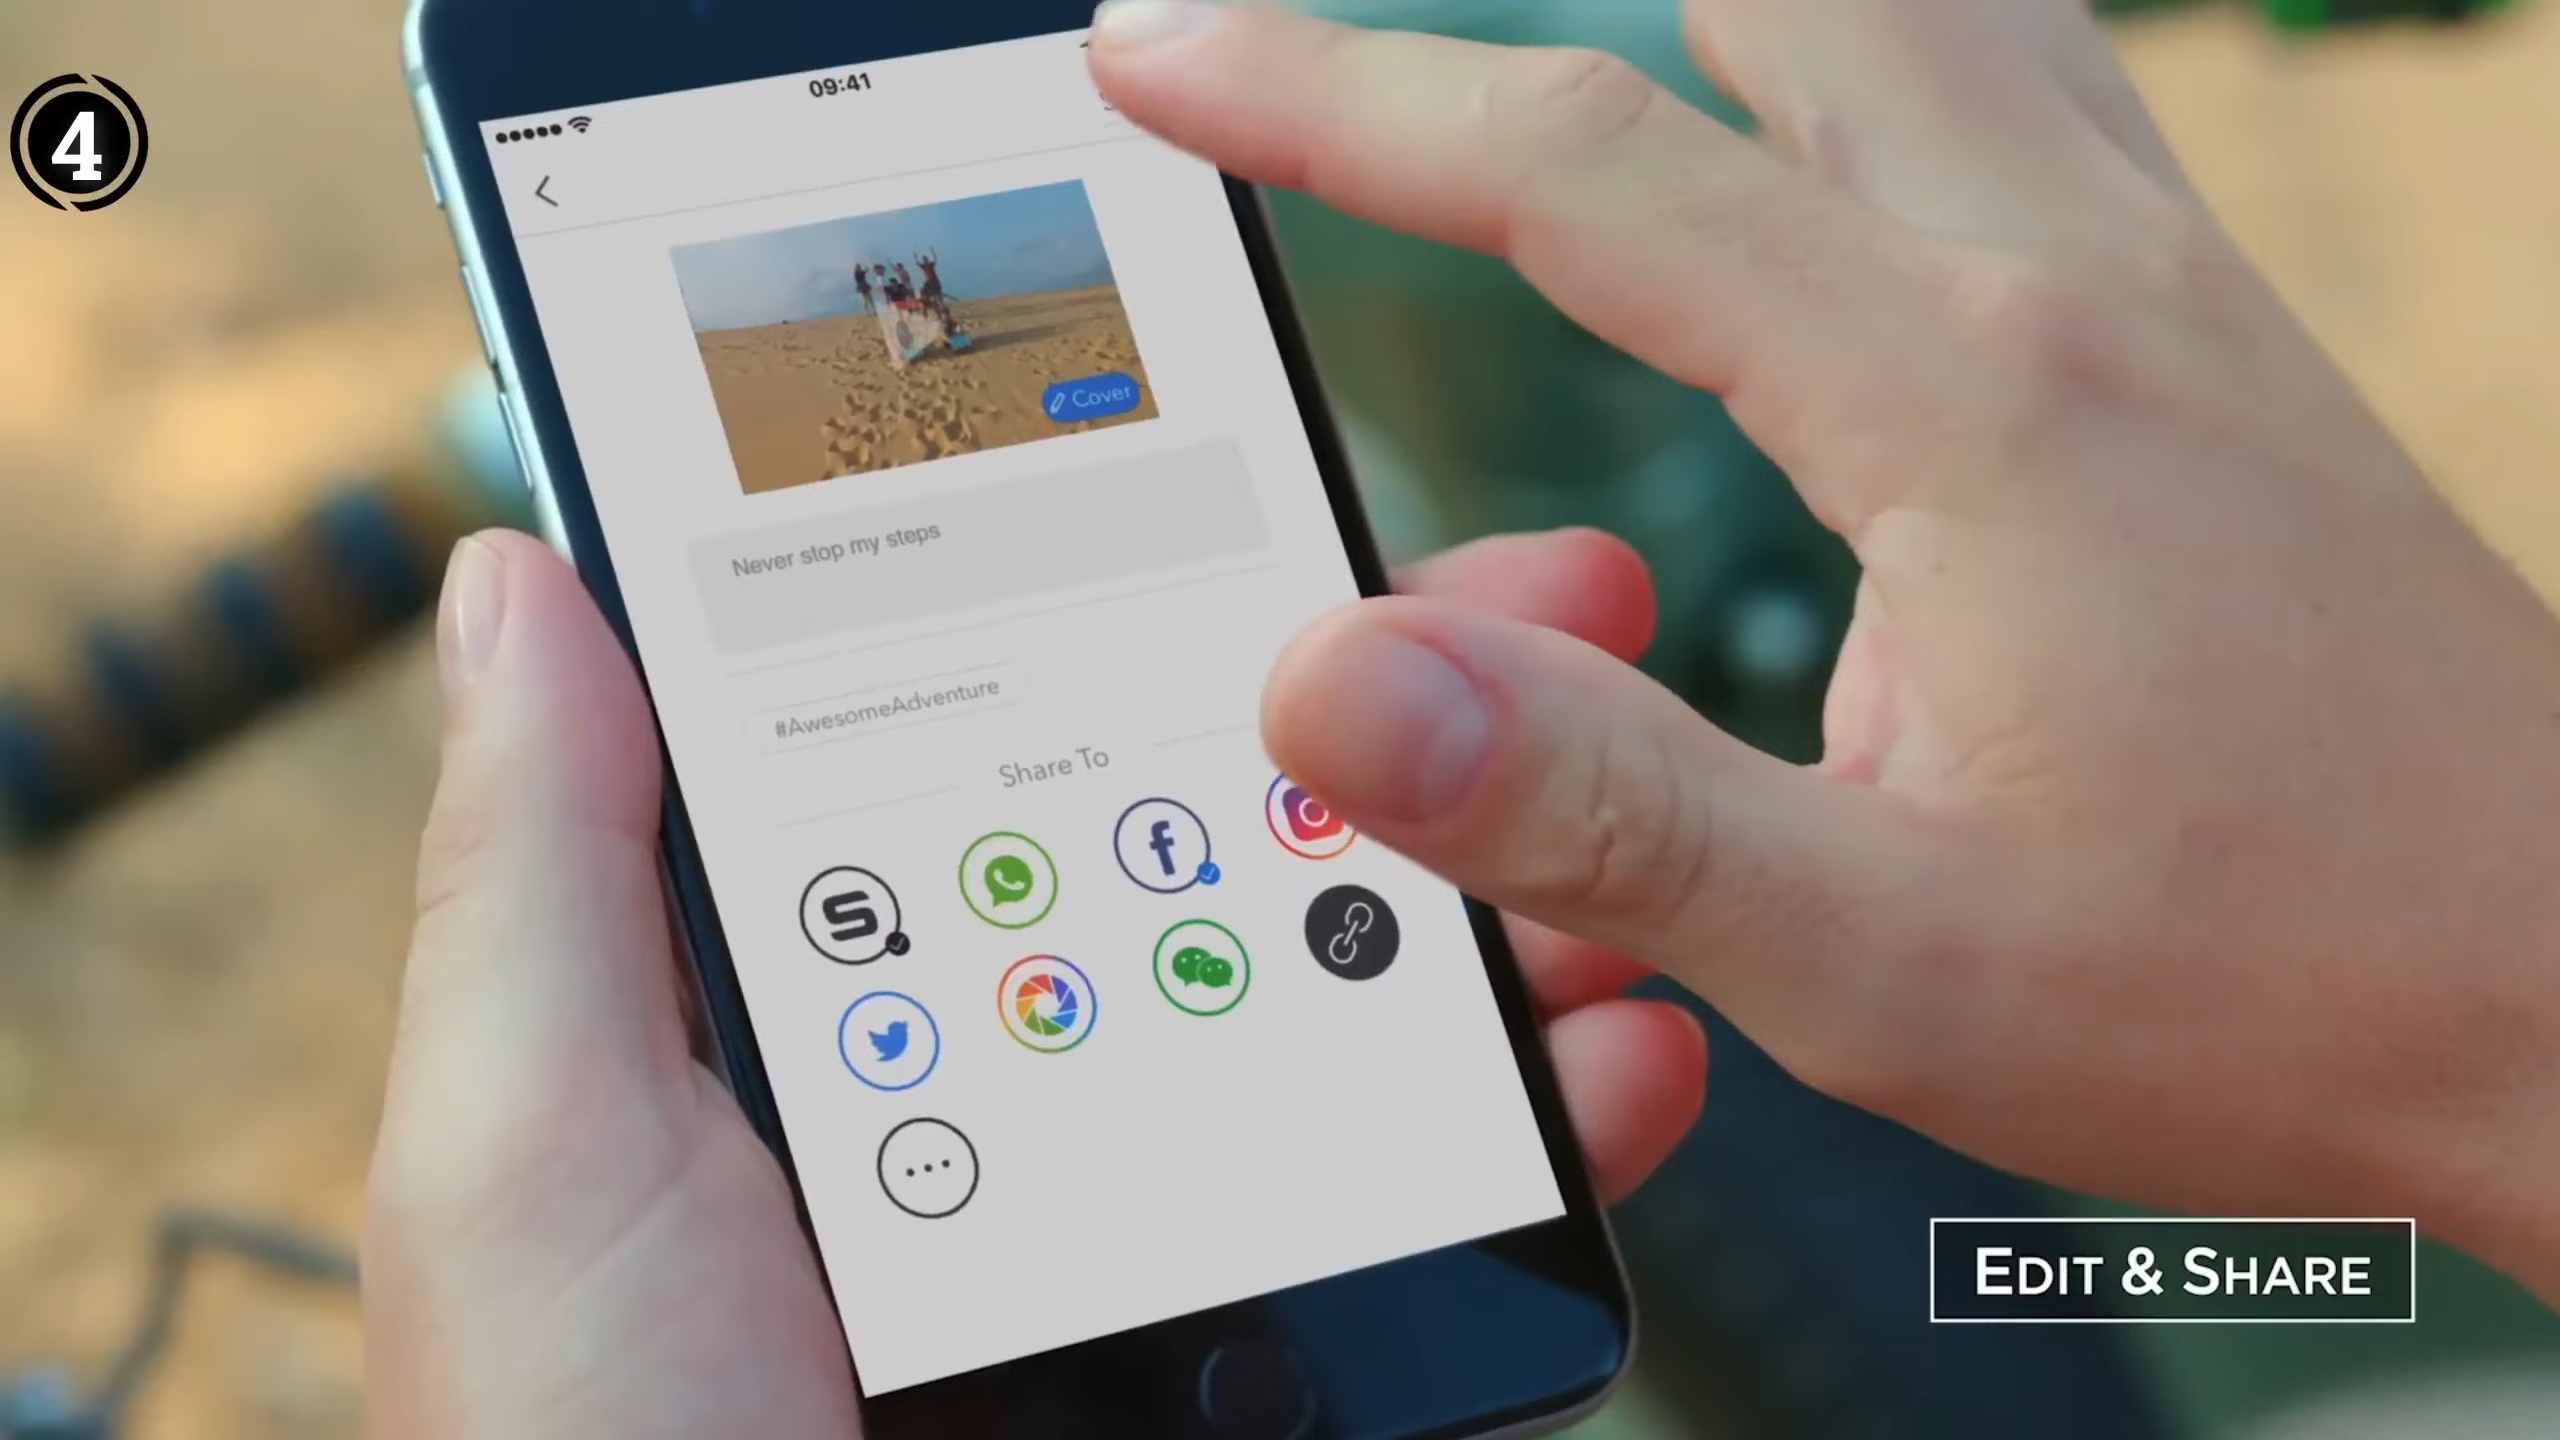 4
09:41
Cover
Never stop my steps
#AwesomeAdventure
Share To
EDIT & SHARE